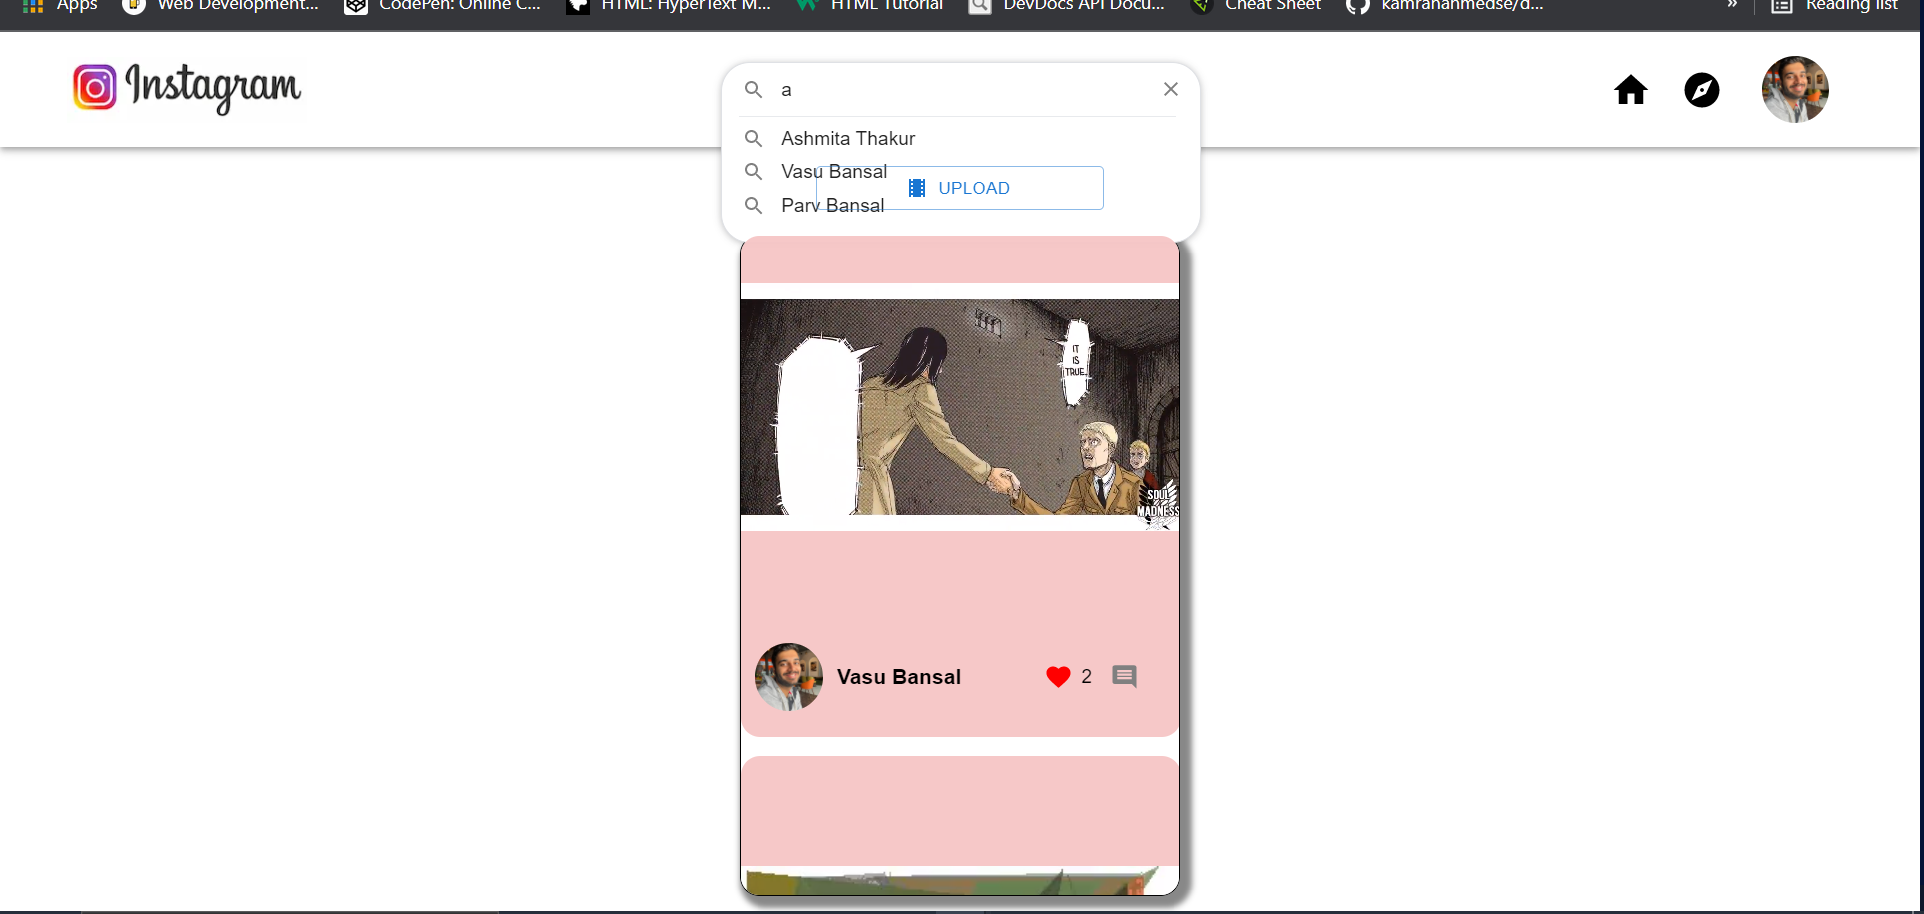 Apps Web Development... CodePen: Online C... HTML: HyperText M... HTML Tutorial DevDocs API Docu... Cheat Sheet kamranahmedse/d... » Reading list
Instagram
a
Ashmita Thakur
Vasu Bansal
UPLOAD
Parv Bansal
IT
IS
TRUE.
SOUL
MADNESS
Vasu Bansal 2